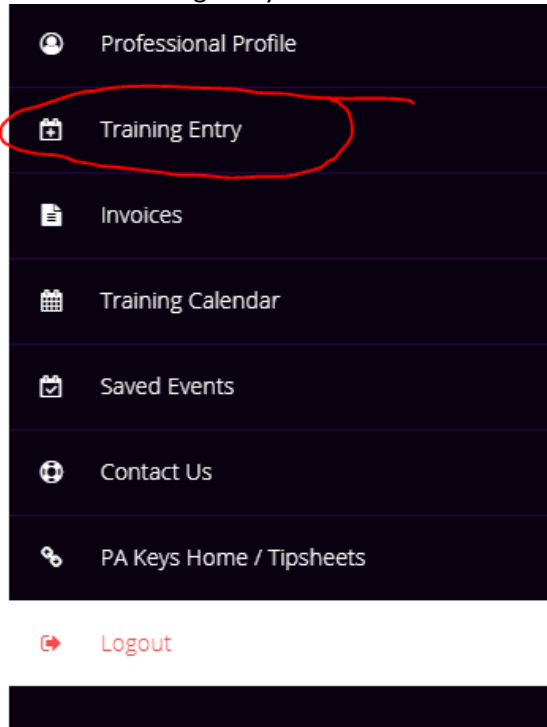 Professional Profile
Training Entry
Invoices
Training Calendar
Saved Events
Contact Us
PA Keys Home / Tipsheets
Logout